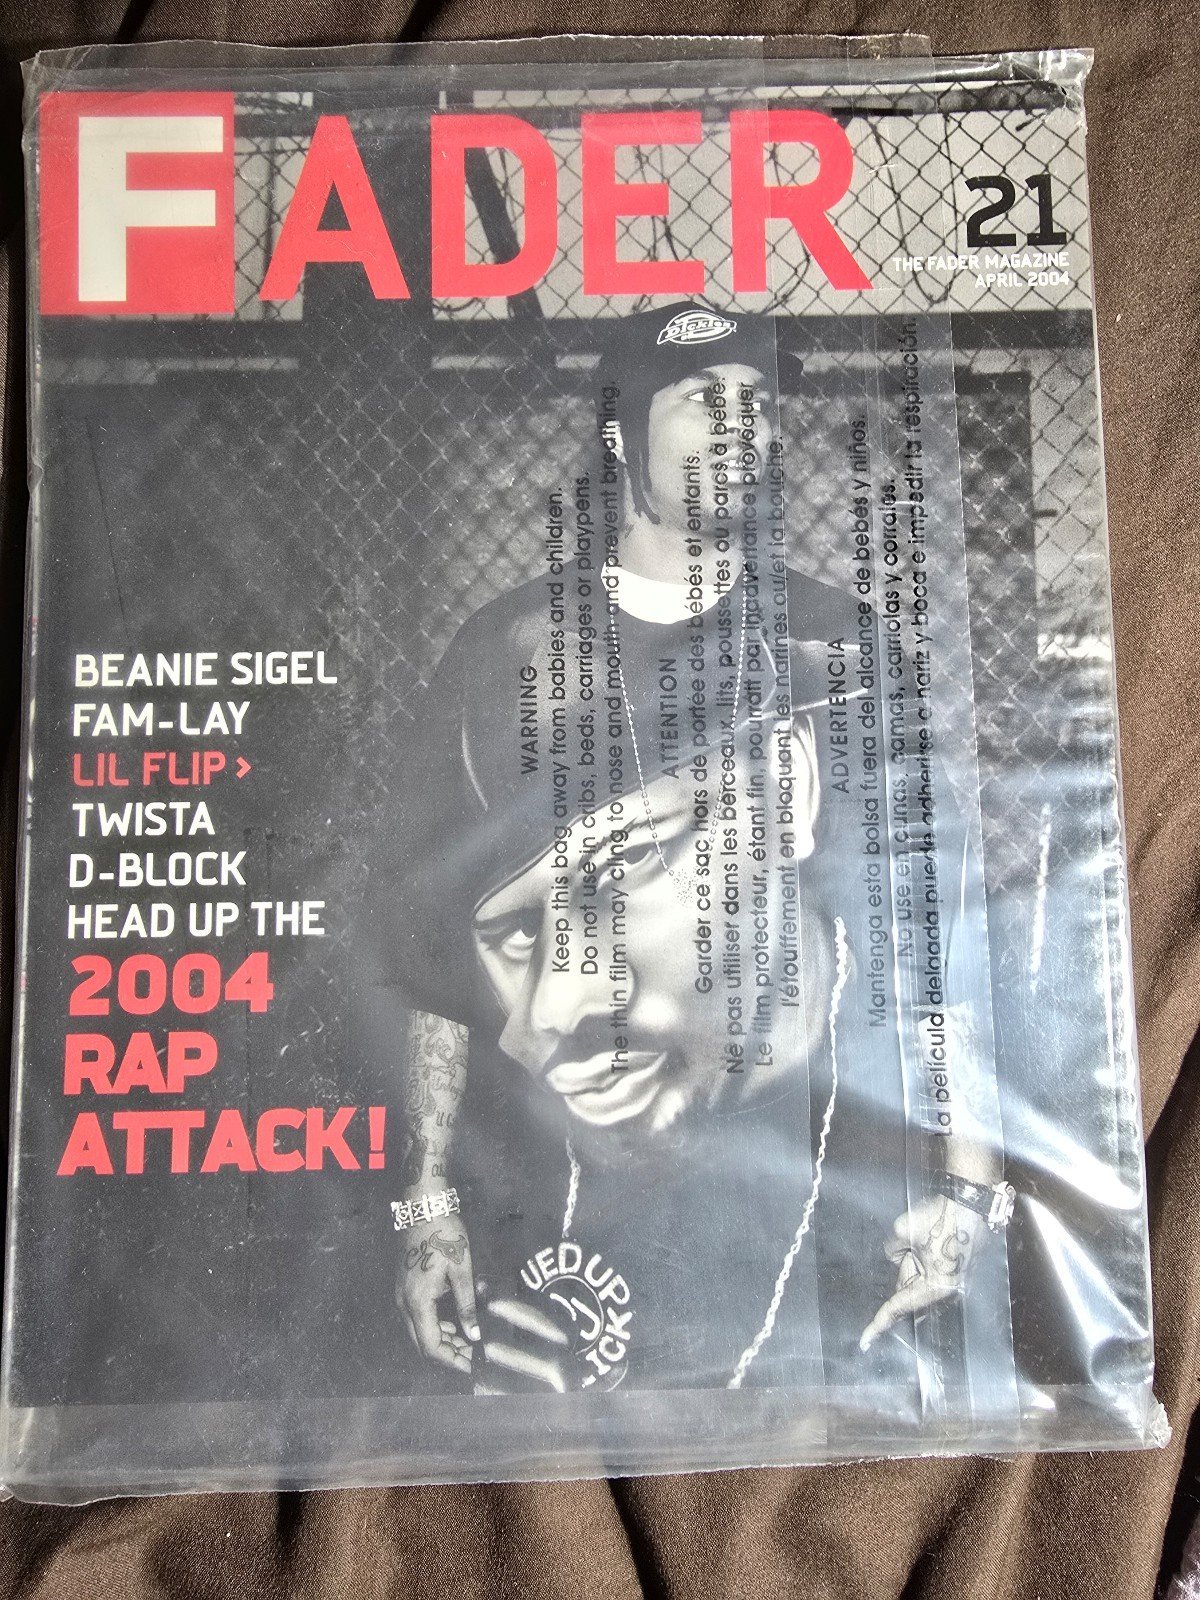 FADER
21
THE FADER MAGAZINE
APRIL 2004
Dickies
BEANIE SIGEL
FAM-LAY
LIL FLIP >
TWISTA
D-BLOCK
HEAD UP THE
2004
RAP
ATTACK!
WARNING
Keep this bag away from babies and children.
Do not use in cribs, beds, carriages or playpens.
The thin film may cling to nose and mouth and prevent breathing.
ATTENTION
Garder ce sac hors de portée des bébés et enfants.
Ne pas utiliser dans les berceaux, lits, poussettes ou parcs à bébé.
Le film protecteur, étant fin, pourrait par inadvertance provoquer
l'étouffement en bloquant les narines ou/et la bouche.
ADVERTENCIA
Mantenga esta bolsa fuera del alcance de bebés y niños.
No use en cunas, camas, carriolas y corrales.
La película delgada puede adherirse a nariz y boca e impedir la respiración.
UED UP
ICK